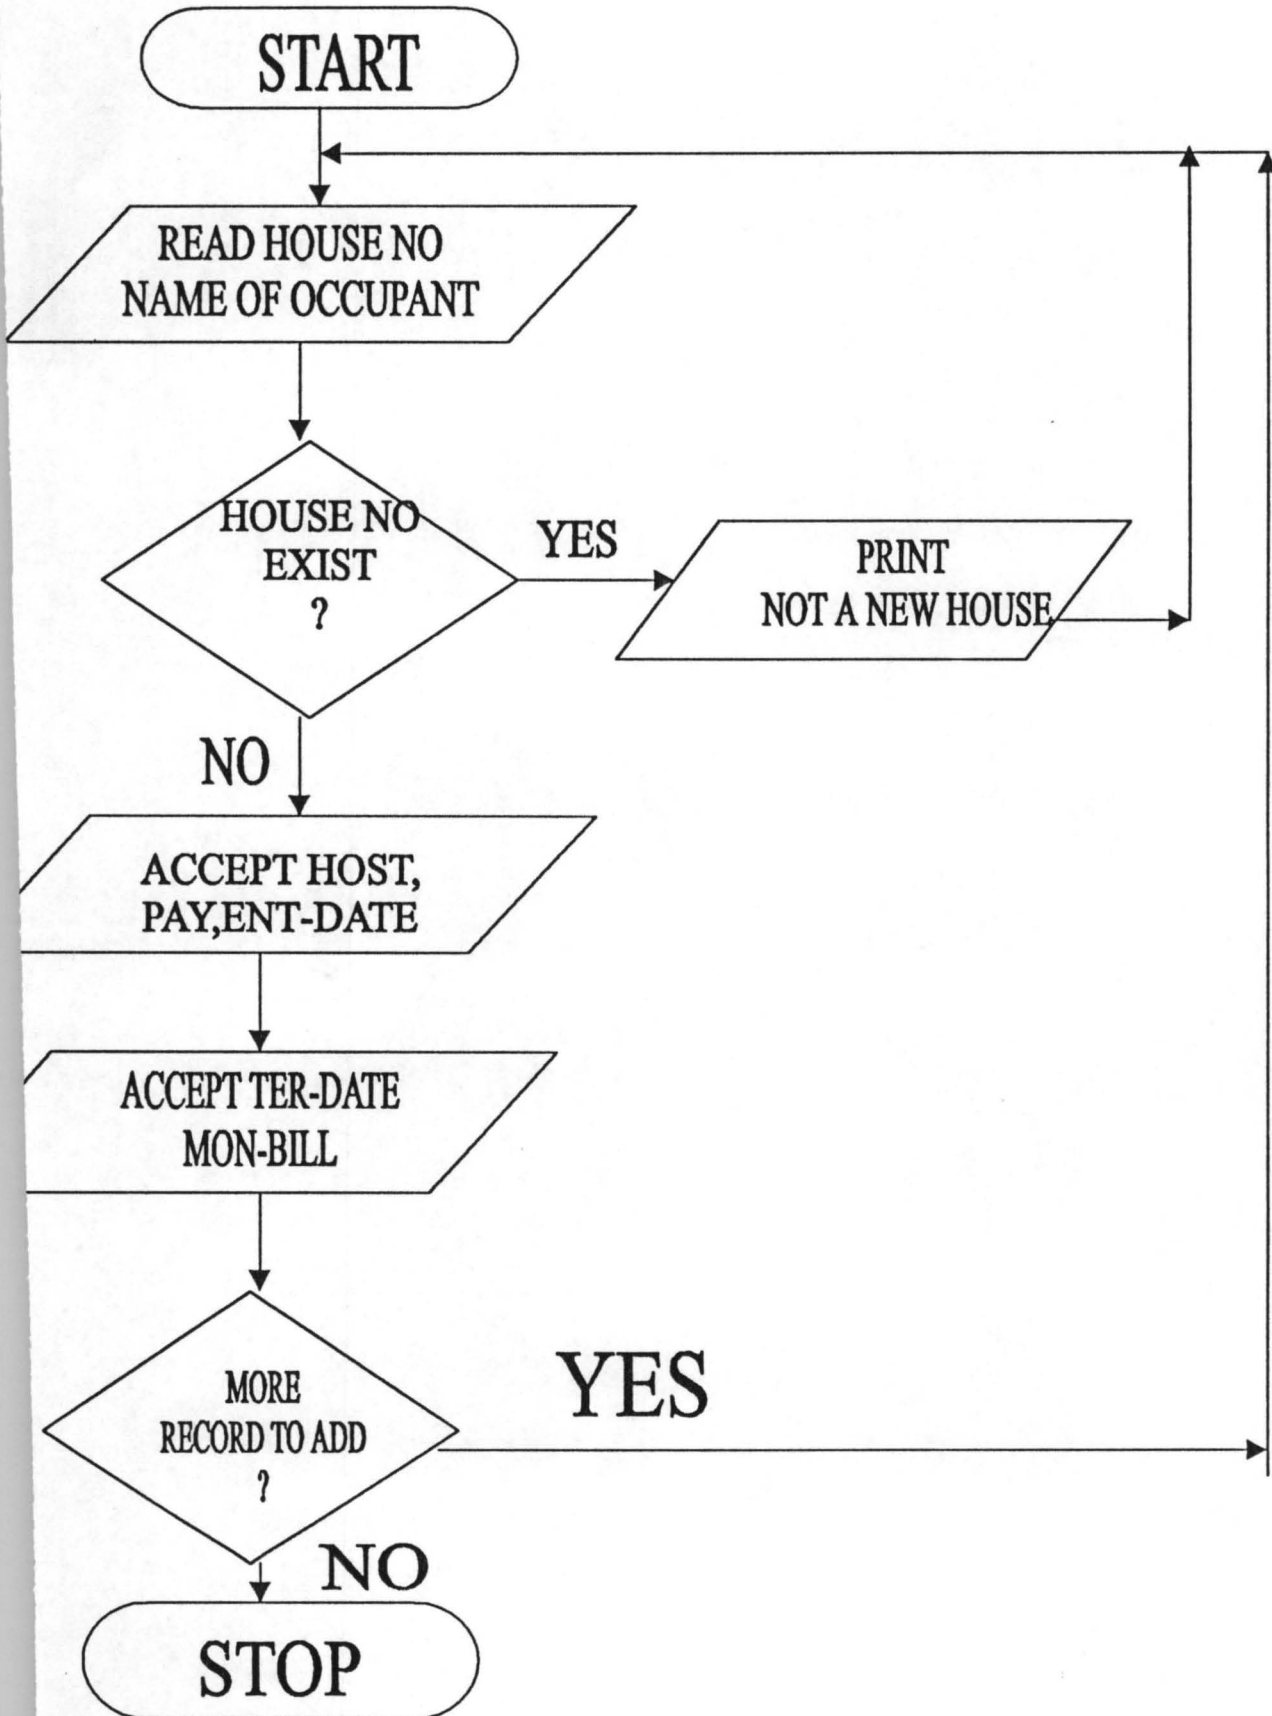 START
READ HOUSE NO
NAME OF OCCUPANT
HOUSE NO
EXIST
?
YES
PRINT
NOT A NEW HOUSE
NO
ACCEPT HOST,
PAY,ENT-DATE
ACCEPT TER-DATE
MON-BILL
MORE
RECORD TO ADD
?
YES
NO
STOP